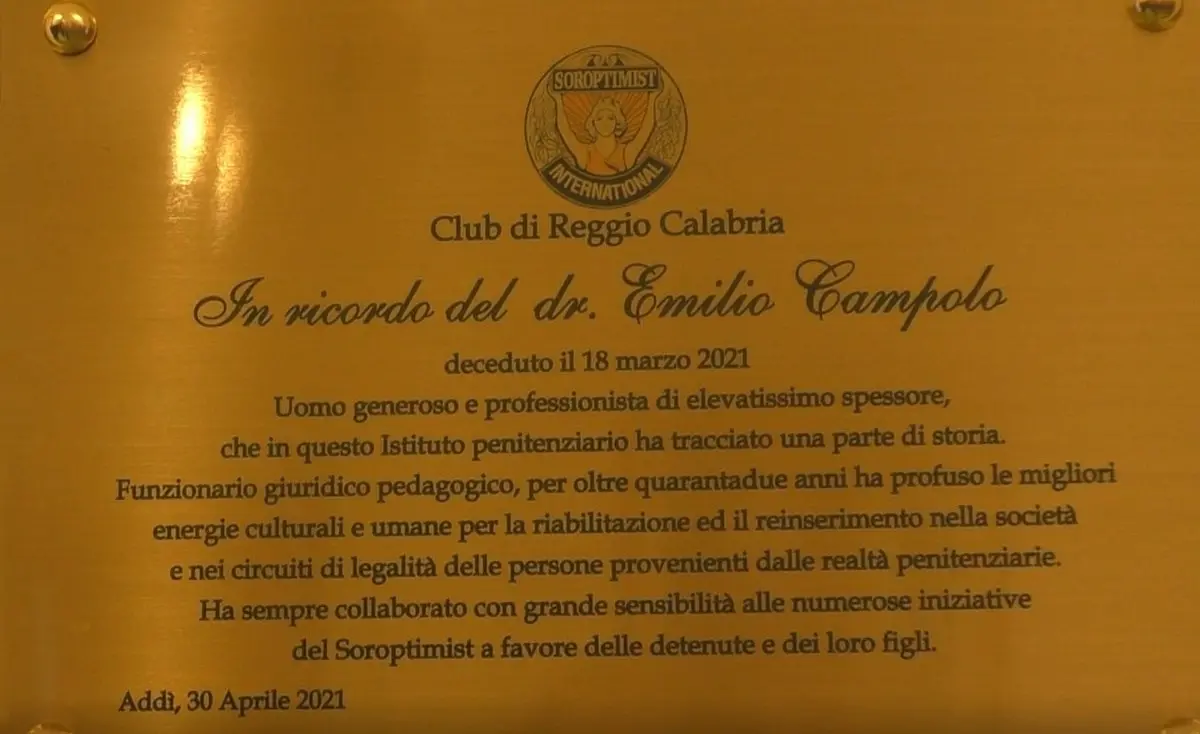 SOROPTIMIST
INTERNATIONAL
Club di Reggio Calabria
In ricordo del dr. Emilio Campolo
deceduto il 18 marzo 2021
Uomo generoso e professionista di elevatissimo spessore,
che in questo Istituto penitenziario ha tracciato una parte di storia.
Funzionario giuridico pedagogico, per oltre quarantadue anni ha profuso le migliori
energie culturali e umane per la riabilitazione ed il reinserimento nella società
e nei circuiti di legalità delle persone provenienti dalle realtà penitenziarie.
Ha sempre collaborato con grande sensibilità alle numerose iniziative
del Soroptimist a favore delle detenute e dei loro figli.
Addì, 30 Aprile 2021